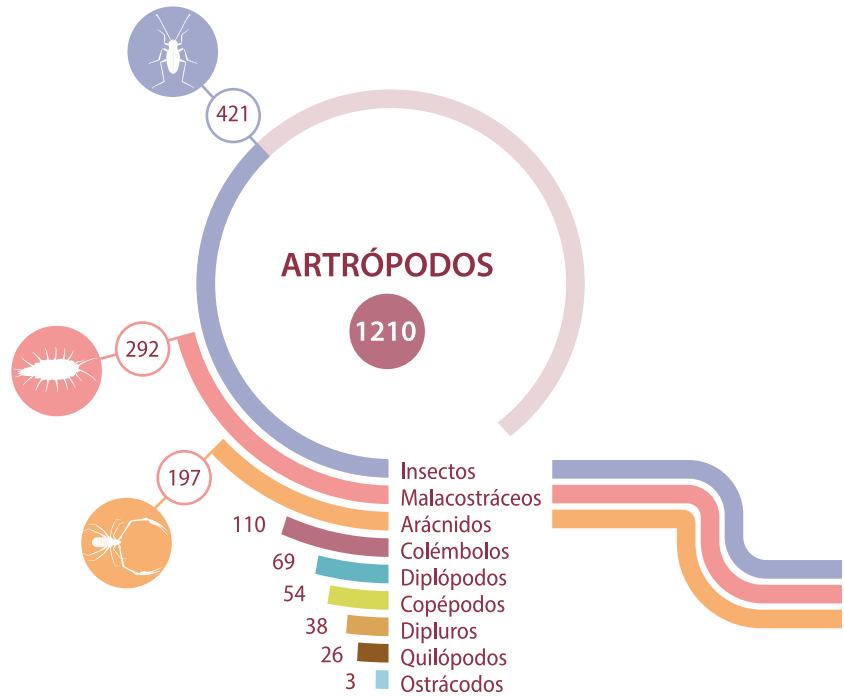 421
ARTRÓPODOS
1210
292
197
Insectos
Malacostráceos
Arácnidos
110 Colémbolos
69 Diplópodos
54 Copépodos
38 Dipluros
26 Quilópodos
3 Ostrácodos